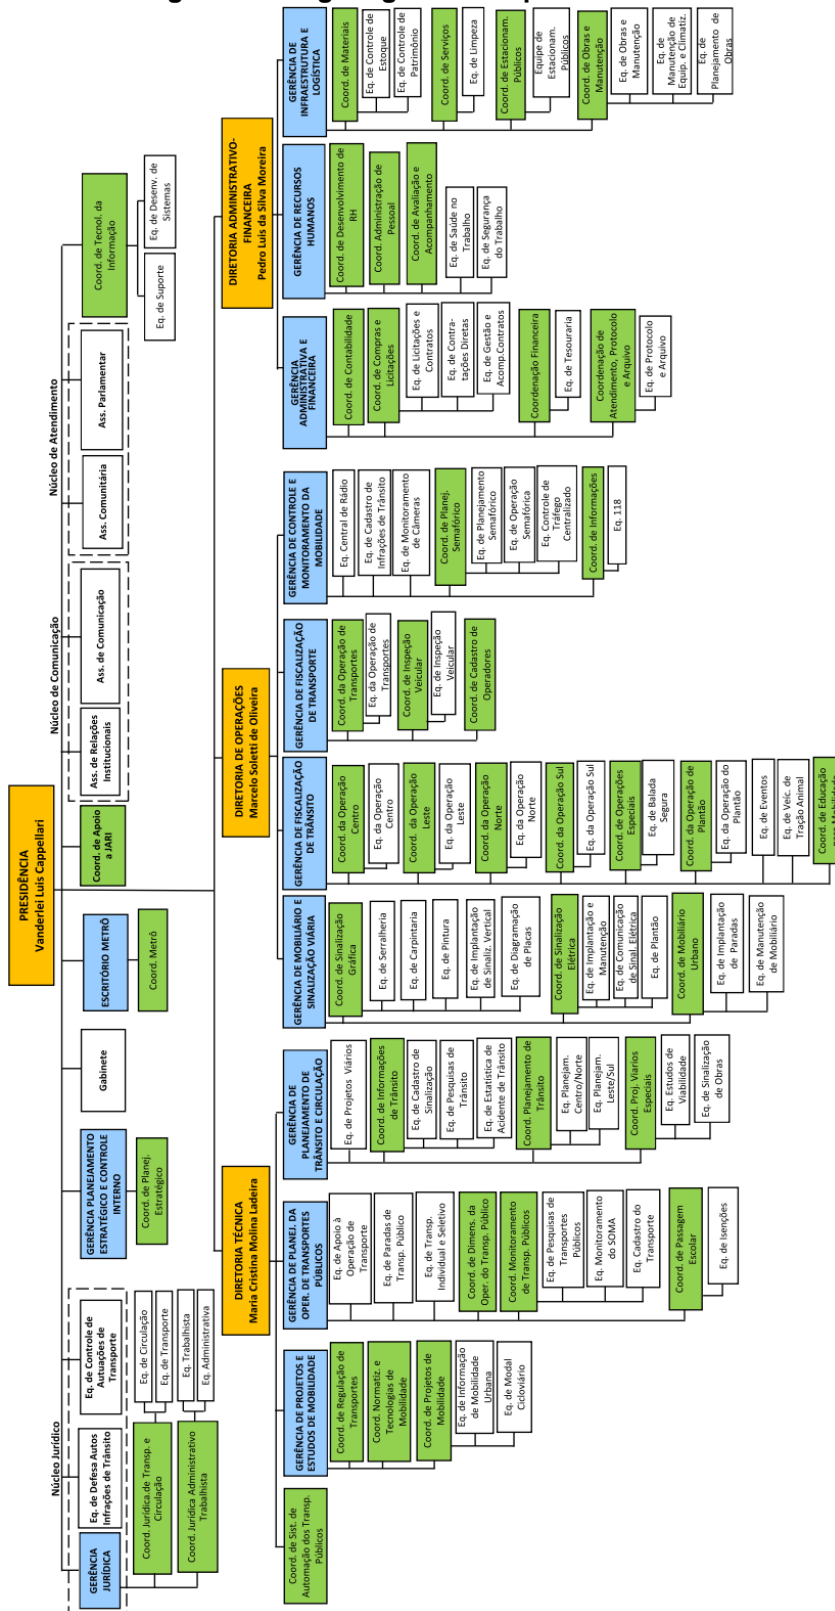 PRESIDÊNCIA
Vanderlei Luis Cappellari
Núcleo Jurídico
GERÊNCIA
JURÍDICA
Eq. de Defesa Autos
Infrações de Trânsito
Eq. de Controle de
Autuações de
Transporte
Coord. Jurídica.de Transp. e
Circulação
Eq. de Circulação
Eq. de Transporte
Coord. Jurídica Administrativo
Trabalhista
Eq. Trabalhista
Eq. Administrativa
GERÊNCIA PLANEJAMENTO
ESTRATÉGICO E CONTROLE
INTERNO
Coord. de Planej.
Estratégico
Gabinete
ESCRITÓRIO METRÔ
Coord. Metrô
Coord. de Apoio
a JARI
Núcleo de Comunicação
Ass. de Relações
Institucionais
Ass. de Comunicação
Núcleo de Atendimento
Ass. Comunitária
Ass. Parlamentar
Coord. de Tecnol. da
Informação
Eq. de Suporte
Eq. de Desenv. de
Sistemas
DIRETORIA TÉCNICA
Maria Cristina Molina Ladeira
Coord. de Sist. de
Automação dos Transp.
Públicos
GERÊNCIA DE PROJETOS E
ESTUDOS DE MOBILIDADE
Coord. de Regulação de
Transportes
Coord. Normatiz. e
Tecnologias de
Mobilidade
Coord. de Projetos de
Mobilidade
Eq. de Informação
de Mobilidade
Urbana
Eq. de Modal
Cicloviário
GERÊNCIA DE PLANEJ. DA
OPER. DE TRANSPORTES
PÚBLICOS
Eq. de Apoio à
Operação de
Transporte
Eq. de Paradas de
Transp. Público
Eq. de Transp.
Individual e Seletivo
Coord. de Dimens. da
Oper. do Transp. Público
Coord. Monitoramento
de Transp. Públicos
Eq. de Pesquisas de
Transportes
Públicos
Eq. Monitoramento
do SOMA
Eq. Cadastro do
Transporte
Coord. de Passagem
Escolar
Eq. de Isenções
GERÊNCIA DE
PLANEJAMENTO DE
TRÂNSITO E CIRCULAÇÃO
Eq. de Projetos Viários
Coord. de Informações
de Trânsito
Eq. de Cadastro de
Sinalização
Eq. de Pesquisas de
Trânsito
Eq. de Estatística de
Acidente de Trânsito
Coord. Planejamento de
Trânsito
Eq. Planejam.
Centro/Norte
Eq. Planejam.
Leste/Sul
Coord. Proj. Viarios
Especiais
Eq. Estudos de
Viabilidade
Eq. de Sinalização
de Obras
DIRETORIA DE OPERAÇÕES
Marcelo Soletti de Oliveira
GERÊNCIA DE MOBILIÁRIO E
SINALIZAÇÃO VIÁRIA
Coord. de Sinalização
Gráfica
Eq. de Serralheria
Eq. de Carpintaria
Eq. de Pintura
Eq. de Implantação
de Sinaliz. Vertical
Eq. de Diagramação
de Placas
Coord. de Sinalização
Elétrica
Eq. de Implantação e
Manutenção
Eq. de Comunicação
de Sinal. Elétrica
Eq. de Plantão
Coord. de Mobiliário
Urbano
Eq. de Implantação
de Paradas
Eq. de Manutenção
de Mobiliário
GERÊNCIA DE FISCALIZAÇÃO
DE TRÂNSITO
Coord. da Operação
Centro
Eq. da Operação
Centro
Coord. da Operação
Leste
Eq. da Operação
Leste
Coord. da Operação
Norte
Eq. da Operação
Norte
Coord. da Operação Sul
Eq. da Operação Sul
Coord. de Operações
Especiais
Eq. de Balada
Segura
Coord. da Operação de
Plantão
Eq. da Operação do
Plantão
Eq. de Eventos
Eq. de Veíc. de
Tração Animal
Coord. de Educação
GERÊNCIA DE FISCALIZAÇÃO
DE TRANSPORTE
Coord. da Operação de
Transportes
Eq. da Operação de
Transportes
Coord. de Inspeção
Veicular
Eq. de Inspeção
Veicular
Coord. de Cadastro de
Operadores
GERÊNCIA DE CONTROLE E
MONITORAMENTO DA
MOBILIDADE
Eq. Central de Rádio
Eq. de Cadastro de
Infrações de Trânsito
Eq. de Monitoramento
de Câmeras
Coord. de Planej.
Semafórico
Eq. de Planejamento
Semafórico
Eq. de Operação
Semafórica
Eq. Controle de
Tráfego
Centralizado
Coord. de Informações
Eq. 118
DIRETORIA ADMINISTRATIVO-
FINANCEIRA
Pedro Luis da Silva Moreira
GERÊNCIA
ADMINISTRATIVA E
FINANCEIRA
Coord. de Contabilidade
Coord. de Compras e
Licitações
Eq. de Licitações e
Contratos
Eq. de Contra-
tações Diretas
Eq. de Gestão e
Acomp.Contratos
Coordenação Financeira
Eq. de Tesouraria
Coordenação de
Atendimento, Protocolo
e Arquivo
Eq. de Protocolo
e Arquivo
GERÊNCIA DE RECURSOS
HUMANOS
Coord. de Desenvolvimento de
RH
Coord. Administração de
Pessoal
Coord. de Avaliação e
Acompanhamento
Eq. de Saúde no
Trabalho
Eq. de Segurança
do Trabalho
GERÊNCIA DE
INFRAESTRUTURA E
LOGÍSTICA
Coord. de Materiais
Eq. de Controle de
Estoque
Eq. de Controle de
Patrimônio
Coord. de Serviços
Eq. de Limpeza
Coord. de Estacionam.
Públicos
Equipe de
Estacionam.
Públicos
Coord. de Obras e
Manutenção
Eq. de Obras e
Manutenção
Eq. de
Manutenção de
Equip. e Climatiz.
Eq. de
Planejamento de
Obras